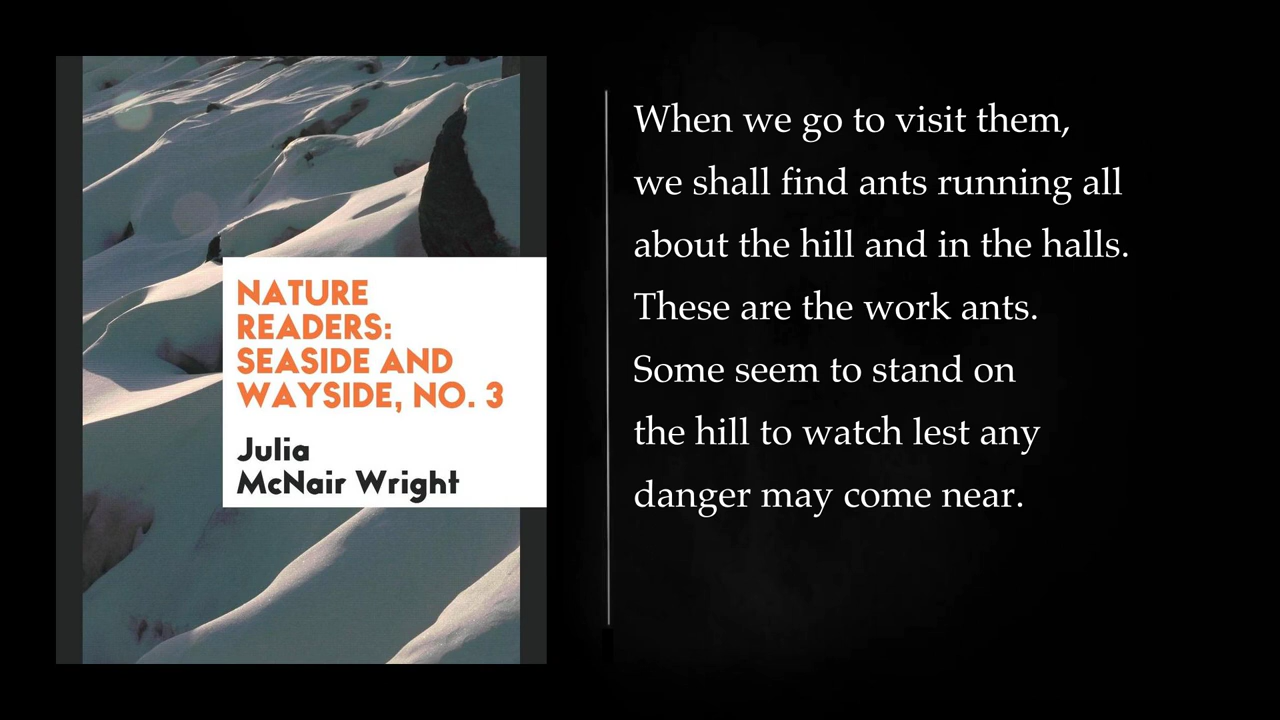 NATURE
READERS:
SEASIDE AND
WAYSIDE, NO. 3
Julia
McNair Wright
When we go to visit them,
we shall find ants running all
about the hill and in the halls.
These are the work ants.
Some seem to stand on
the hill to watch lest any
danger may come near.